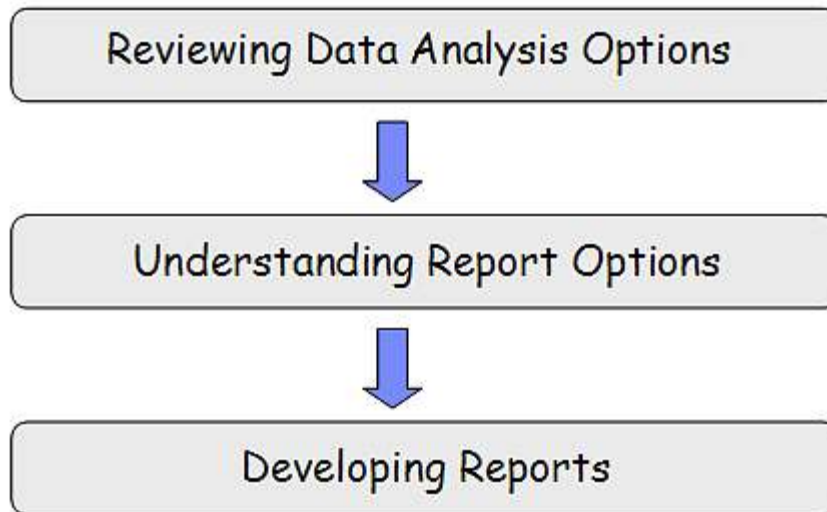 Reviewing Data Analysis Options
Understanding Report Options
Developing Reports